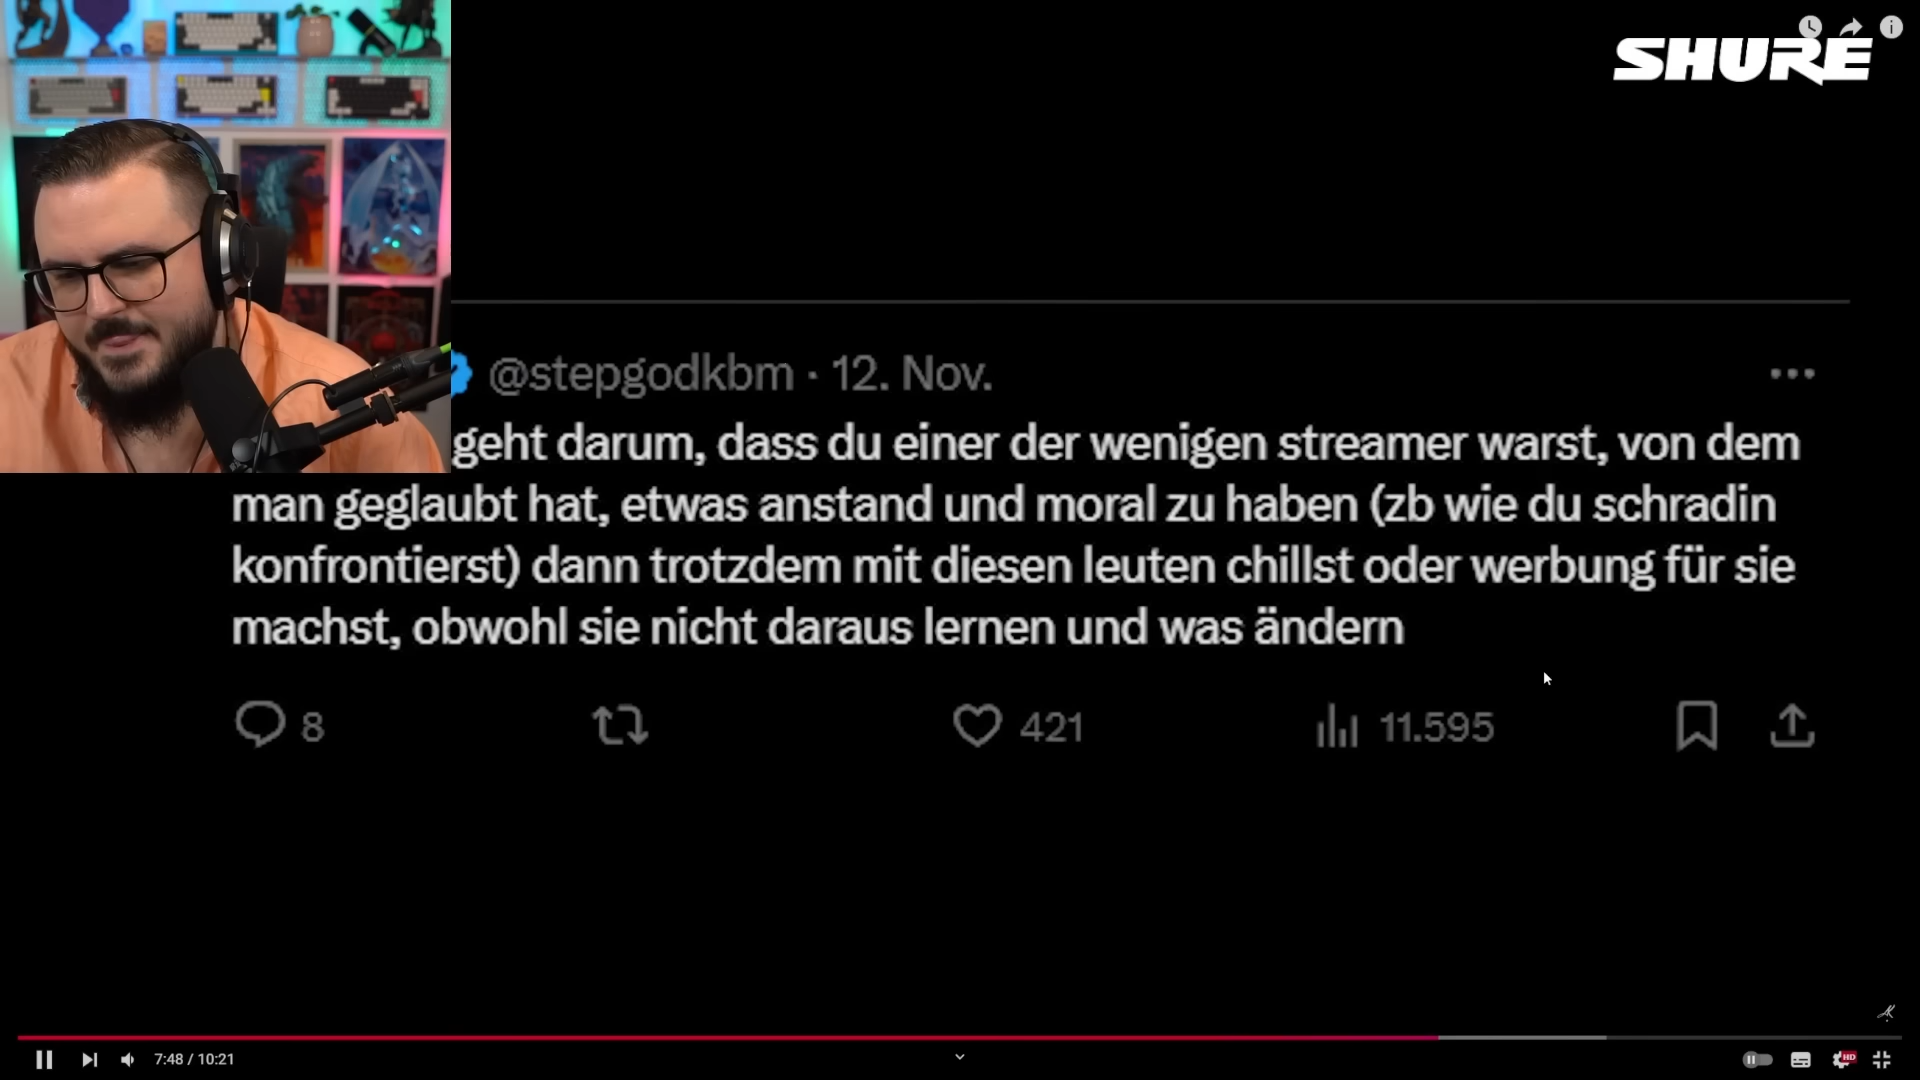 SHURE
@stepgodkbm · 12. Nov.
geht darum, dass du einer der wenigen streamer warst, von dem
man geglaubt hat, etwas anstand und moral zu haben (zb wie du schradin
konfrontierst) dann trotzdem mit diesen leuten chillst oder werbung für sie
machst, obwohl sie nicht daraus lernen und was ändern
8
421
11.595
7:48 / 10:21
HD